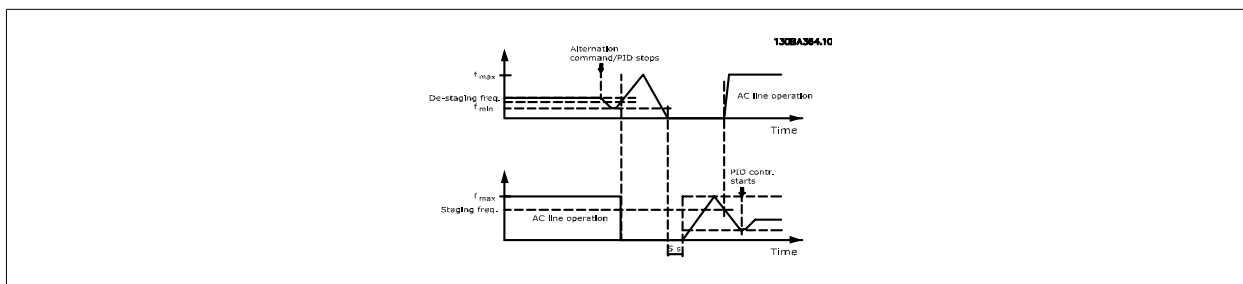 130BA364.10
Alternation
command/PID stops
f max
De-staging freq.
f min
AC line operation
Time
PID contr.
starts
f max
Staging freq.
AC line operation
5 s
Time